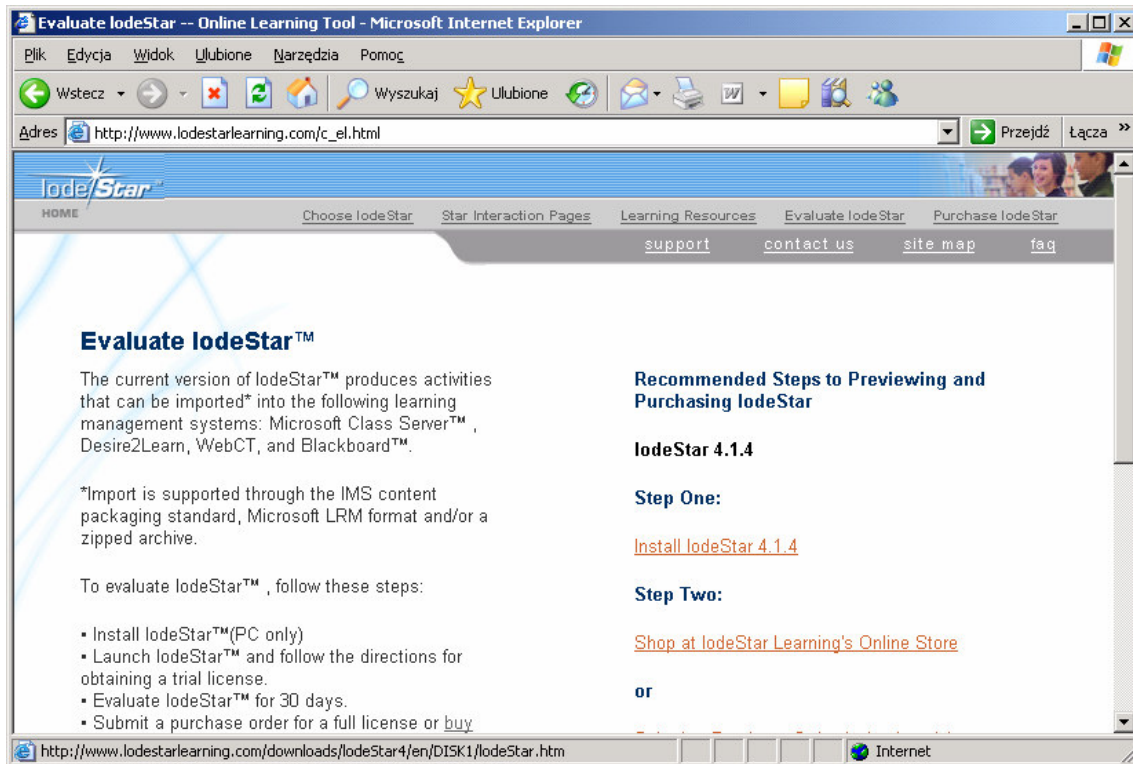 Evaluate lodeStar -- Online Learning Tool - Microsoft Internet Explorer
Plik Edycja Widok Ulubione Narzędzia Pomoc
Wstecz Wyszukaj Ulubione
Adres http://www.lodestarlearning.com/c_el.html Przejdź Łącza »
lodeStar™
HOME Choose lodeStar Star Interaction Pages Learning Resources Evaluate lodeStar Purchase lodeStar
support contact us site map faq
Evaluate lodeStar™
The current version of lodeStar™ produces activities
that can be imported* into the following learning
management systems: Microsoft Class Server™ ,
Desire2Learn, WebCT, and Blackboard™.
*Import is supported through the IMS content
packaging standard, Microsoft LRM format and/or a
zipped archive.
To evaluate lodeStar™ , follow these steps:
▪ Install lodeStar™(PC only)
▪ Launch lodeStar™ and follow the directions for
obtaining a trial license.
▪ Evaluate lodeStar™ for 30 days.
▪ Submit a purchase order for a full license or buy
Recommended Steps to Previewing and
Purchasing lodeStar
lodeStar 4.1.4
Step One:
Install lodeStar 4.1.4
Step Two:
Shop at lodeStar Learning's Online Store
or
http://www.lodestarlearning.com/downloads/lodeStar4/en/DISK1/lodeStar.htm Internet